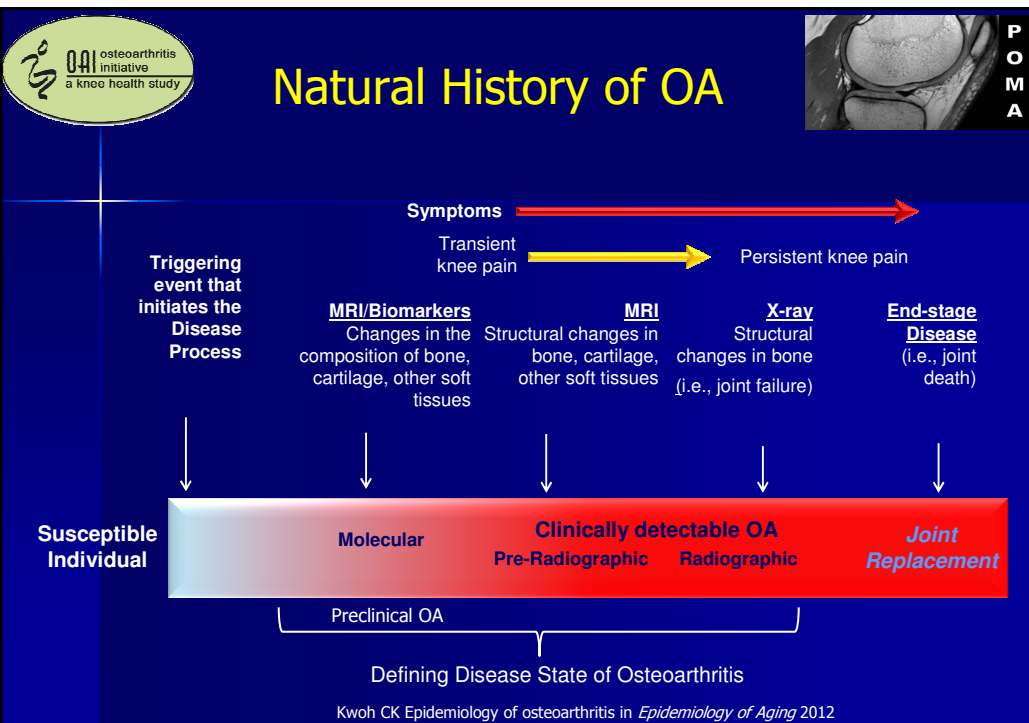 OAI osteoarthritis
initiative
a knee health study
Natural History of OA
P
O
M
A
Symptoms
Transient
knee pain
Persistent knee pain
Triggering
event that
initiates the
Disease
Process
MRI/Biomarkers
Changes in the
composition of bone,
cartilage, other soft
tissues
MRI
Structural changes in
bone, cartilage,
other soft tissues
X-ray
Structural
changes in bone
(i.e., joint failure)
End-stage
Disease
(i.e., joint
death)
Susceptible
Individual
Molecular
Clinically detectable OA
Pre-Radiographic
Radiographic
Joint
Replacement
Preclinical OA
Defining Disease State of Osteoarthritis
Kwoh CK Epidemiology of osteoarthritis in Epidemiology of Aging 2012